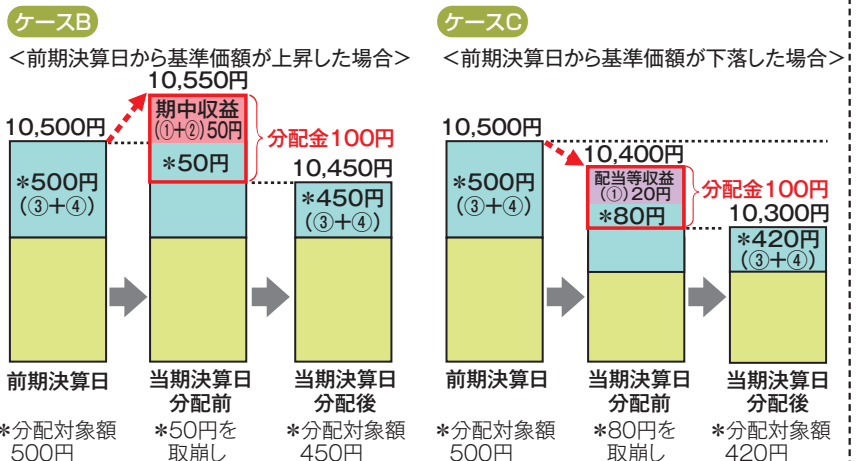 ケースB
<前期決算日から基準価額が上昇した場合>
10,550円
10,500円
期中収益
(①+②)50円
分配金100円
*50円
10,450円
*500円
(③+④)
*450円
(③+④)
前期決算日
当期決算日
分配前
当期決算日
分配後
*分配対象額
500円
*50円を
取崩し
*分配対象額
450円
ケースC
<前期決算日から基準価額が下落した場合>
10,500円
10,400円
*500円
(③+④)
配当等収益
(①)20円
分配金100円
*80円
10,300円
*420円
(③+④)
前期決算日
当期決算日
分配前
当期決算日
分配後
*分配対象額
500円
*80円を
取崩し
*分配対象額
420円